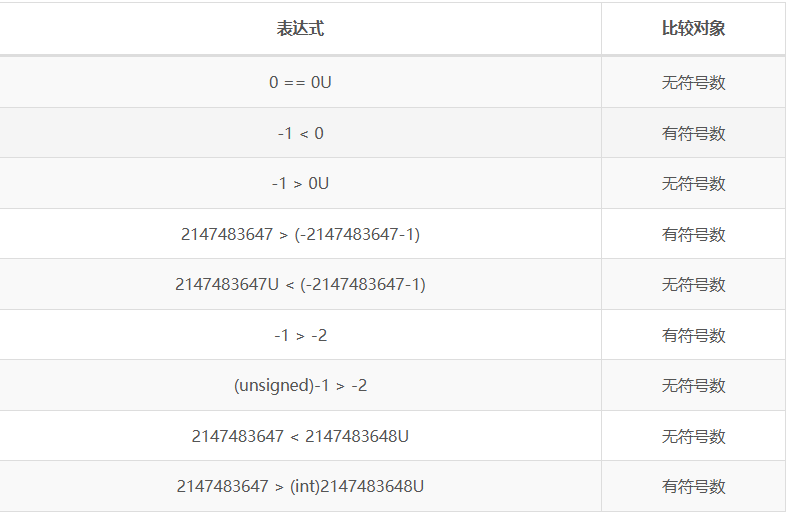 表达式 比较对象
0 == 0U 无符号数
-1 < 0 有符号数
-1 > 0U 无符号数
2147483647 > (-2147483647-1) 有符号数
2147483647U < (-2147483647-1) 无符号数
-1 > -2 有符号数
(unsigned)-1 > -2 无符号数
2147483647 < 2147483648U 无符号数
2147483647 > (int)2147483648U 有符号数